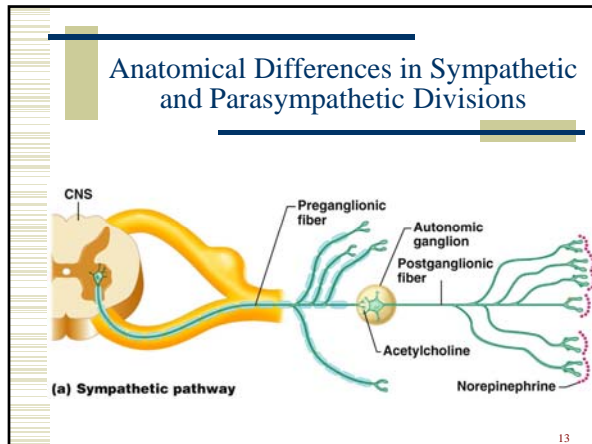 Anatomical Differences in Sympathetic
and Parasympathetic Divisions
CNS
Preganglionic
fiber
Autonomic
ganglion
Postganglionic
fiber
Acetylcholine
Norepinephrine
(a) Sympathetic pathway
13